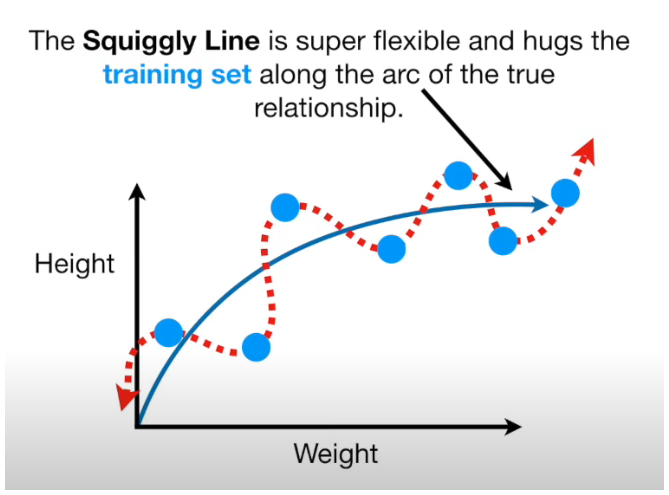 The Squiggly Line is super flexible and hugs the
training set along the arc of the true
relationship.
Height
Weight